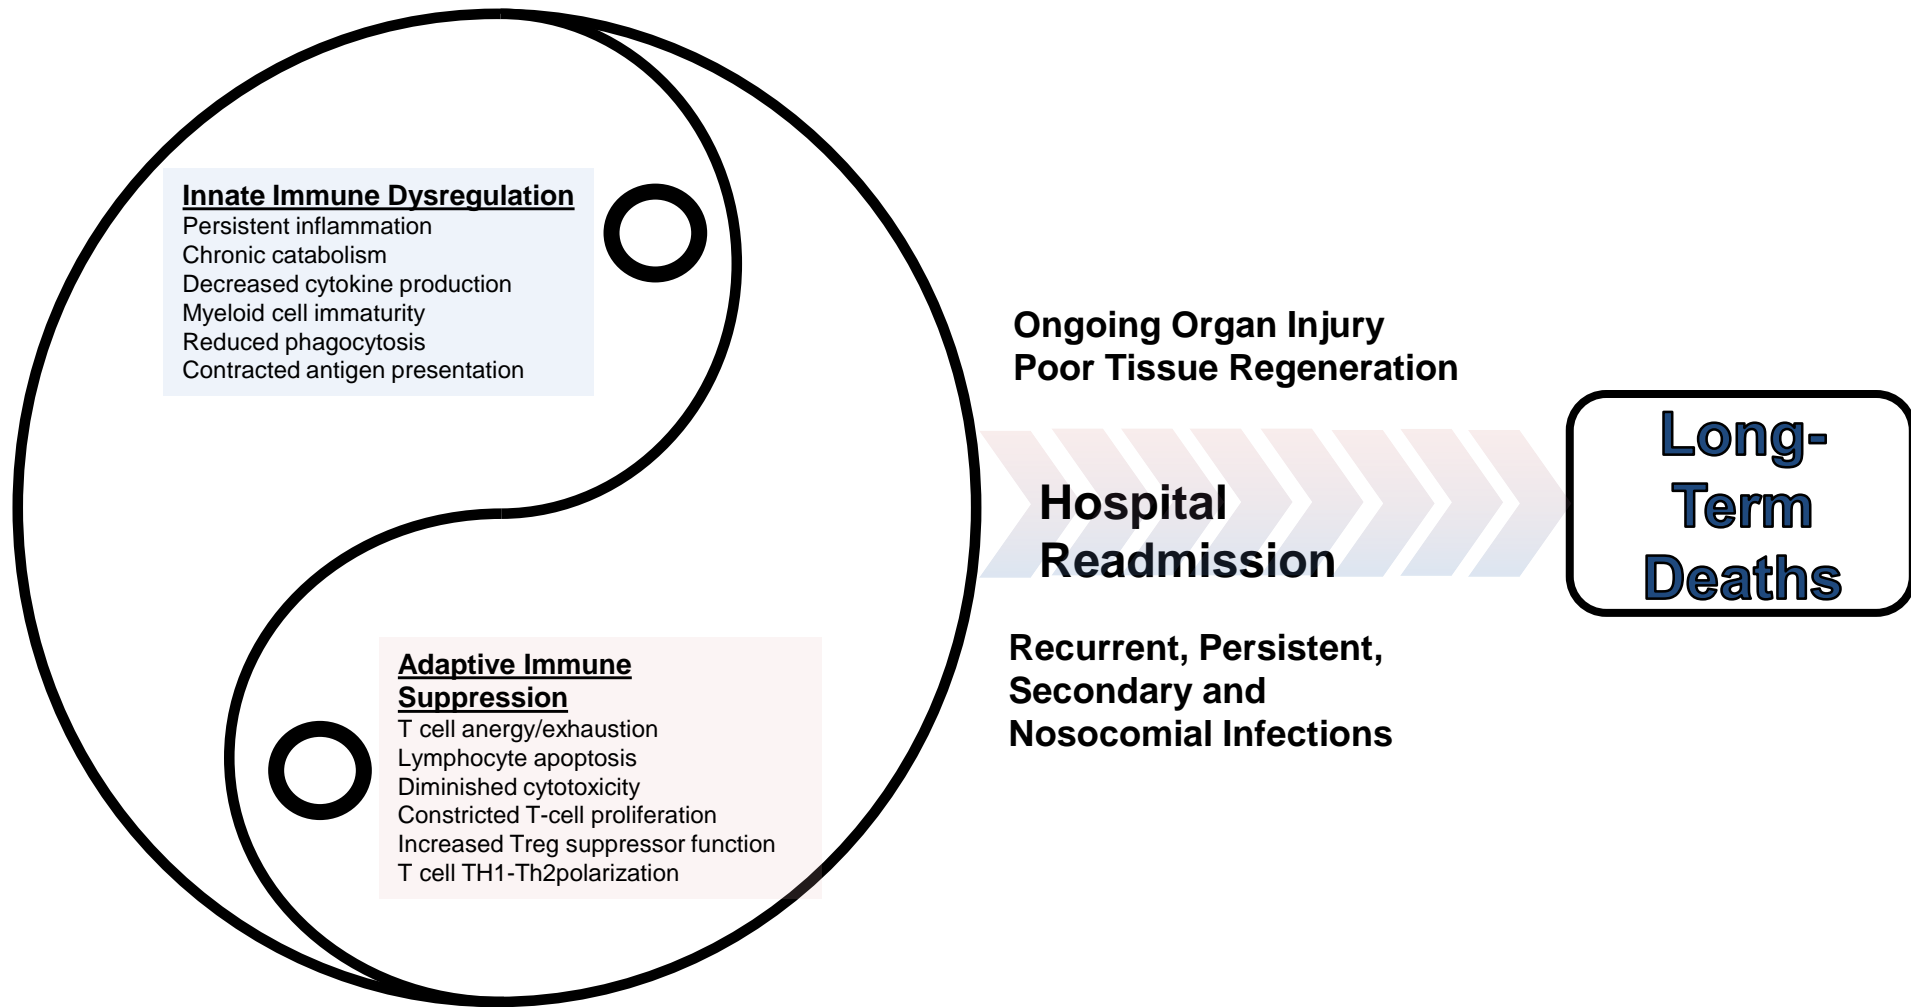 Innate Immune Dysregulation
Persistent inflammation
Chronic catabolism
Decreased cytokine production
Myeloid cell immaturity
Reduced phagocytosis
Contracted antigen presentation
Adaptive Immune
Suppression
T cell anergy/exhaustion
Lymphocyte apoptosis
Diminished cytotoxicity
Constricted T-cell proliferation
Increased Treg suppressor function
T cell TH1-Th2polarization
Ongoing Organ Injury
Poor Tissue Regeneration
Hospital
Readmission
Recurrent, Persistent,
Secondary and
Nosocomial Infections
Long-
Term
Deaths